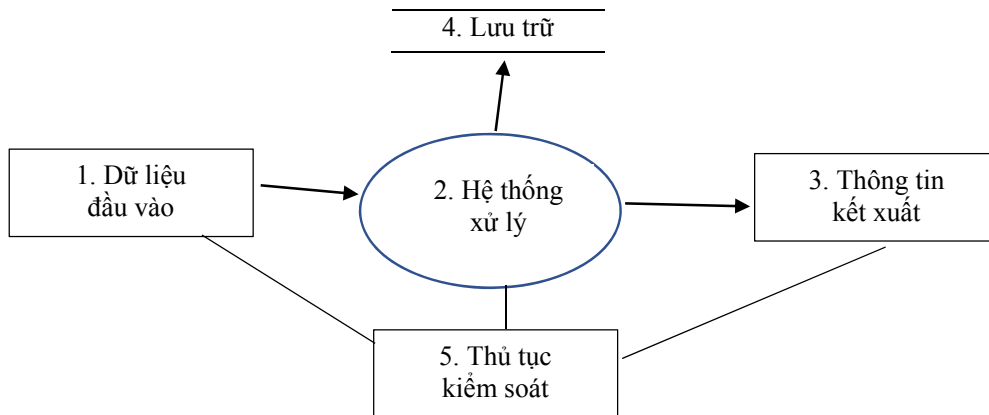 4. Lưu trữ
1. Dữ liệu
đầu vào
2. Hệ thống
xử lý
3. Thông tin
kết xuất
5. Thủ tục
kiểm soát